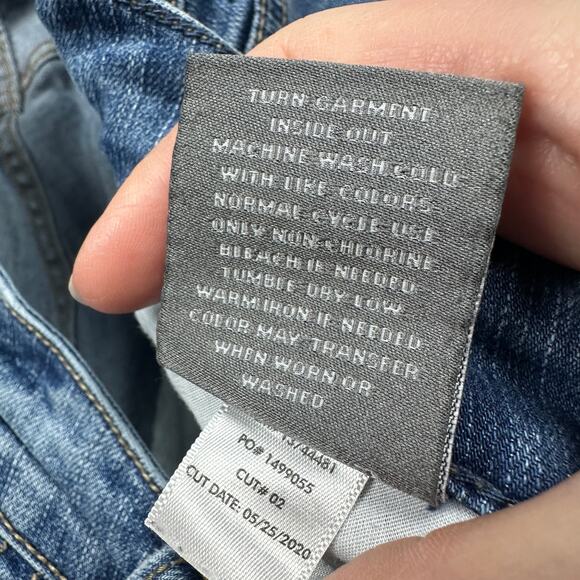 TURN GARMENT
INSIDE OUT
MACHINE WASH COLD
WITH LIKE COLORS
NORMAL CYCLE USE
ONLY NON-CHLORINE
BLEACH IF NEEDED
TUMBLE DRY LOW
WARM IRON IF NEEDED
COLOR MAY TRANSFER
WHEN WORN OR
WASHED
PO# 1499055
CUT# 02
CUT DATE: 05/25/2020